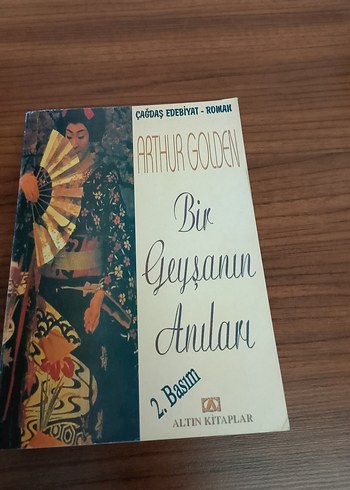 ÇAĞDAŞ EDEBİYAT - ROMAN
ARTHUR GOLDEN
Bir
Geyşanın
Anıları
2. Basım
ALTIN KİTAPLAR